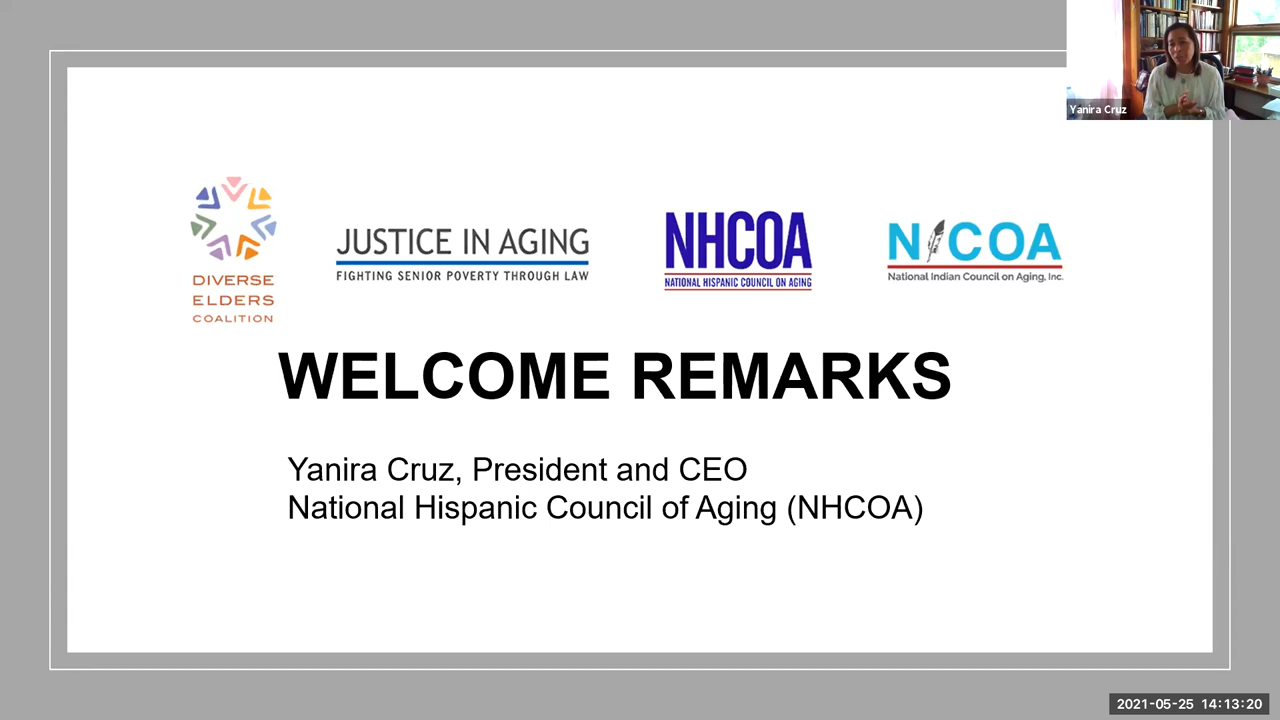 Yanira Cruz
DIVERSE
ELDERS
COALITION
JUSTICE IN AGING
FIGHTING SENIOR POVERTY THROUGH LAW
NHCOA
NATIONAL HISPANIC COUNCIL ON AGING
NICOA
National Indian Council on Aging, Inc.
WELCOME REMARKS
Yanira Cruz, President and CEO
National Hispanic Council of Aging (NHCOA)
2021-05-25 14:13:20